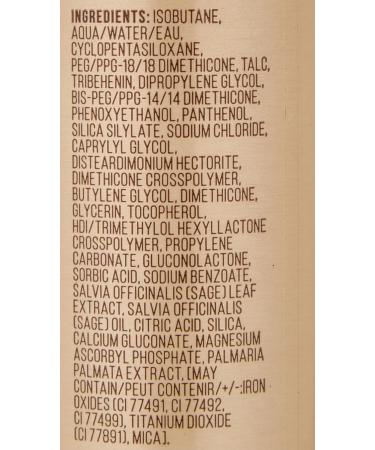 INGREDIENTS: ISOBUTANE,
AQUA/WATER/EAU,
CYCLOPENTASILOXANE,
PEG/PPG-18/18 DIMETHICONE, TALC,
TRIBEHENIN, DIPROPYLENE GLYCOL,
BIS-PEG/PPG-14/14 DIMETHICONE,
PHENOXYETHANOL, PANTHENOL,
SILICA SILYLATE, SODIUM CHLORIDE,
CAPRYLYL GLYCOL,
DISTEARDIMONIUM HECTORITE,
DIMETHICONE CROSSPOLYMER,
BUTYLENE GLYCOL, DIMETHICONE,
GLYCERIN, TOCOPHEROL,
HDI/TRIMETHYLOL HEXYLLACTONE
CROSSPOLYMER, PROPYLENE
CARBONATE, GLUCONOLACTONE,
SORBIC ACID, SODIUM BENZOATE,
SALVIA OFFICINALIS (SAGE) LEAF
EXTRACT, SALVIA OFFICINALIS
(SAGE) OIL, CITRIC ACID, SILICA,
CALCIUM GLUCONATE, MAGNESIUM
ASCORBYL PHOSPHATE, PALMARIA
PALMATA EXTRACT, [MAY
CONTAIN/PEUT CONTENIR/+/-:IRON
OXIDES (CI 77491, CI 77492,
CI 77499), TITANIUM DIOXIDE
(CI 77891), MICA].